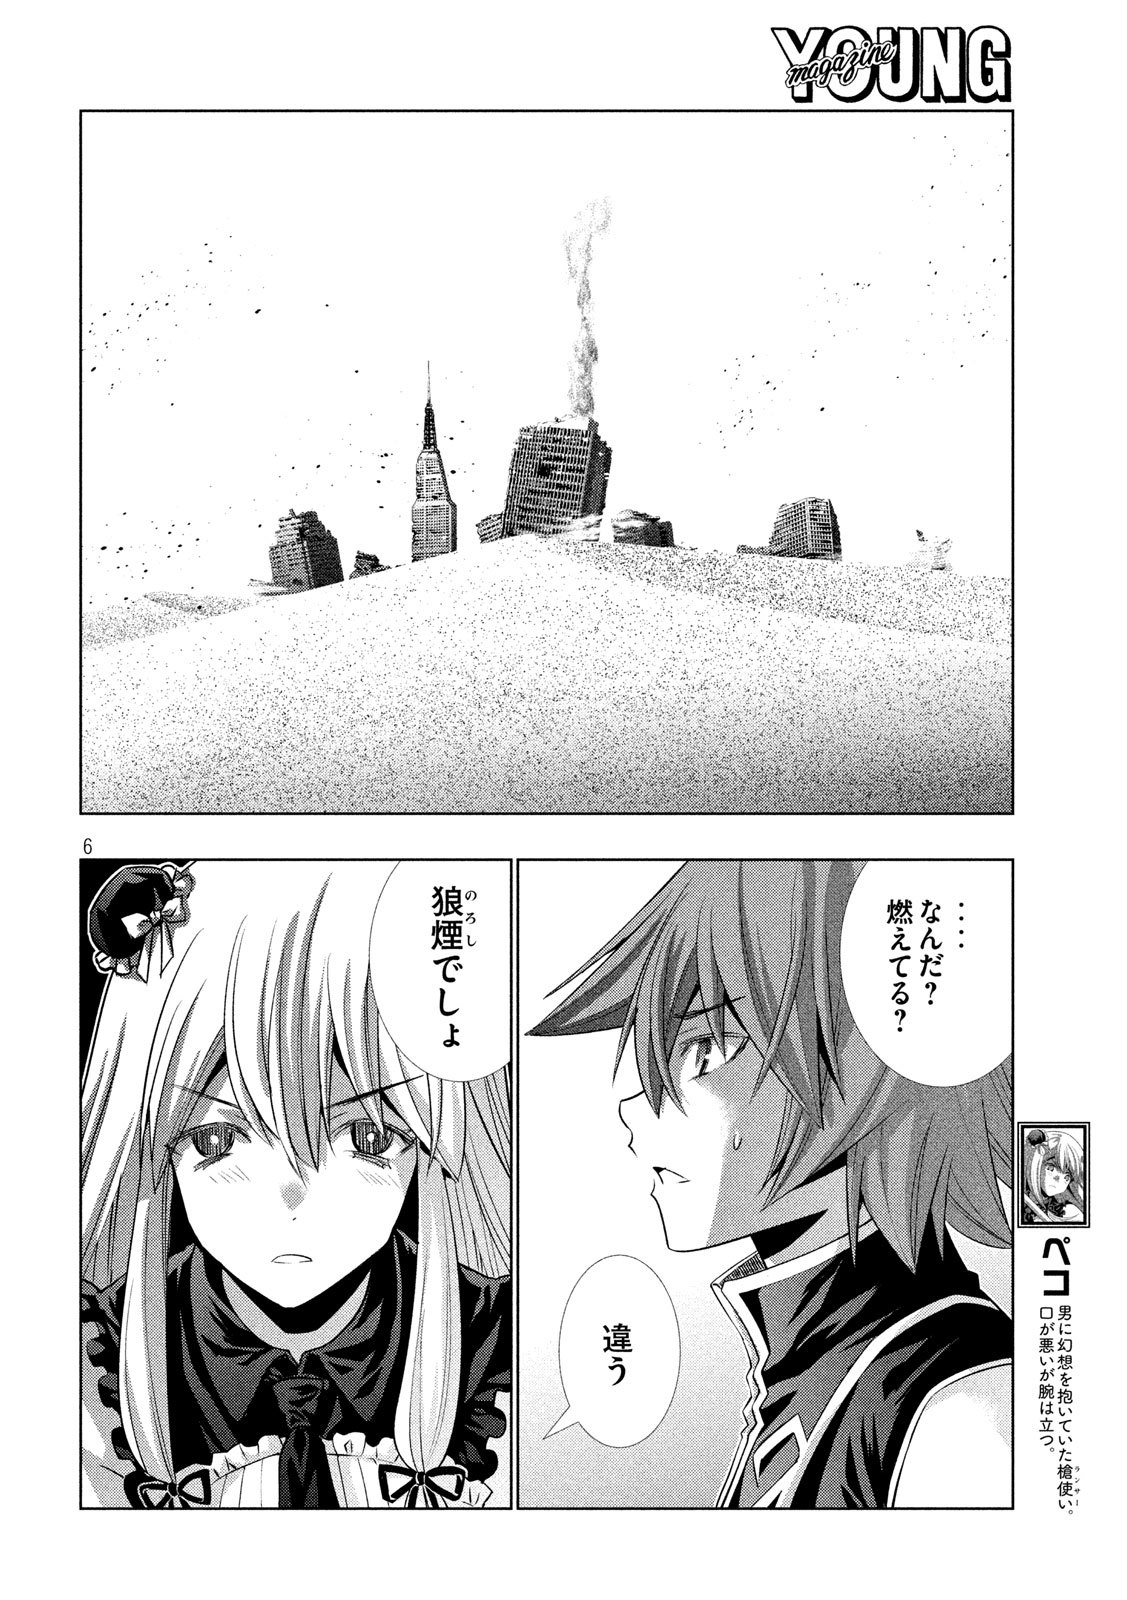 YOUNG
magazine
6
・・・・
なんだ?
燃えてる?
違う
狼煙でしょ
のろし
ペコ
男に幻想を抱いていた槍使い。
ランサー
口が悪いが腕は立つ。